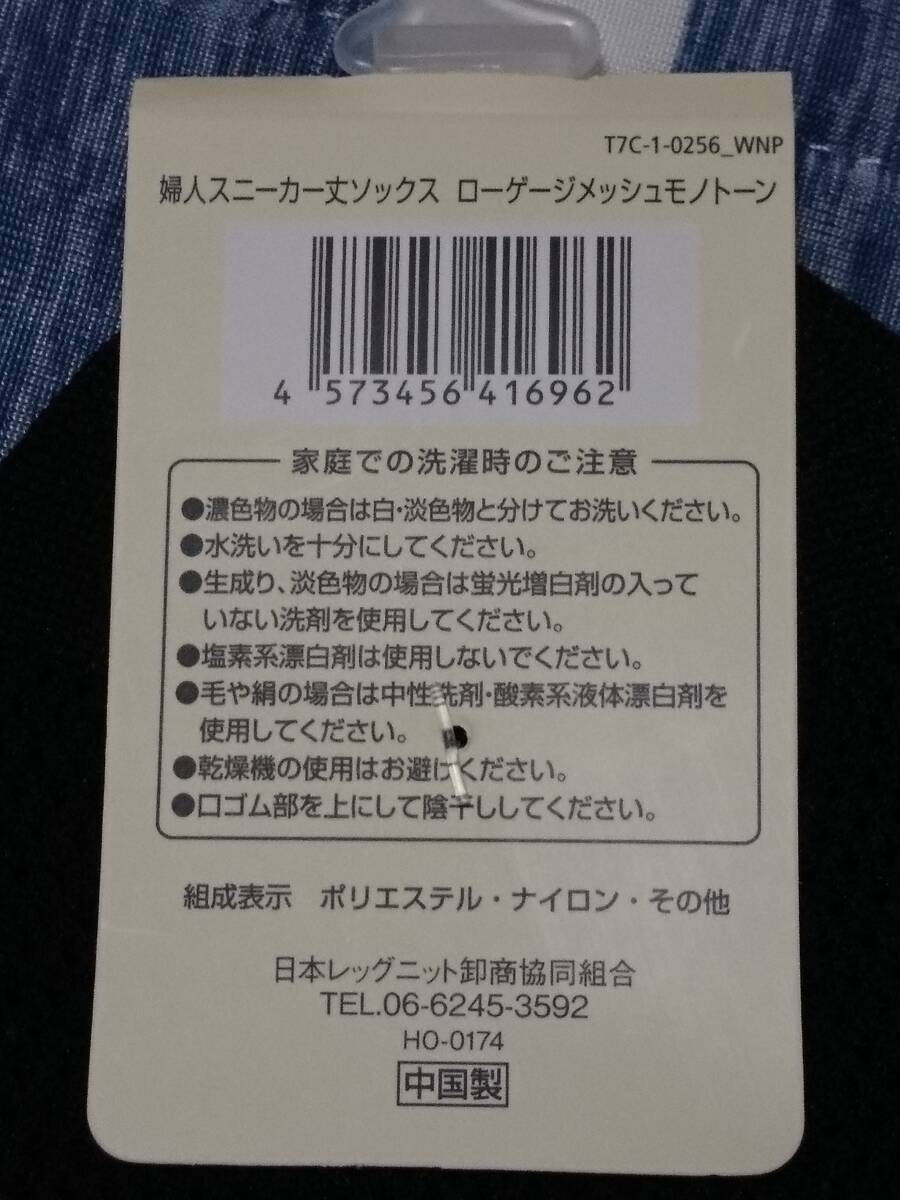 T7C-1-0256_WNP
婦人スニーカー丈ソックス ローゲージメッシュモノトーン
4 573456 416962
家庭での洗濯時のご注意
●濃色物の場合は白・淡色物と分けてお洗いください。
●水洗いを十分にしてください。
●生成り、淡色物の場合は蛍光増白剤の入って
いない洗剤を使用してください。
●塩素系漂白剤は使用しないでください。
●毛や絹の場合は中性洗剤・酸素系液体漂白剤を
使用してください。
●乾燥機の使用はお避けください。
●口ゴム部を上にして陰干ししてください。
組成表示 ポリエステル・ナイロン・その他
日本レッグニット卸商協同組合
TEL.06-6245-3592
HO-0174
中国製